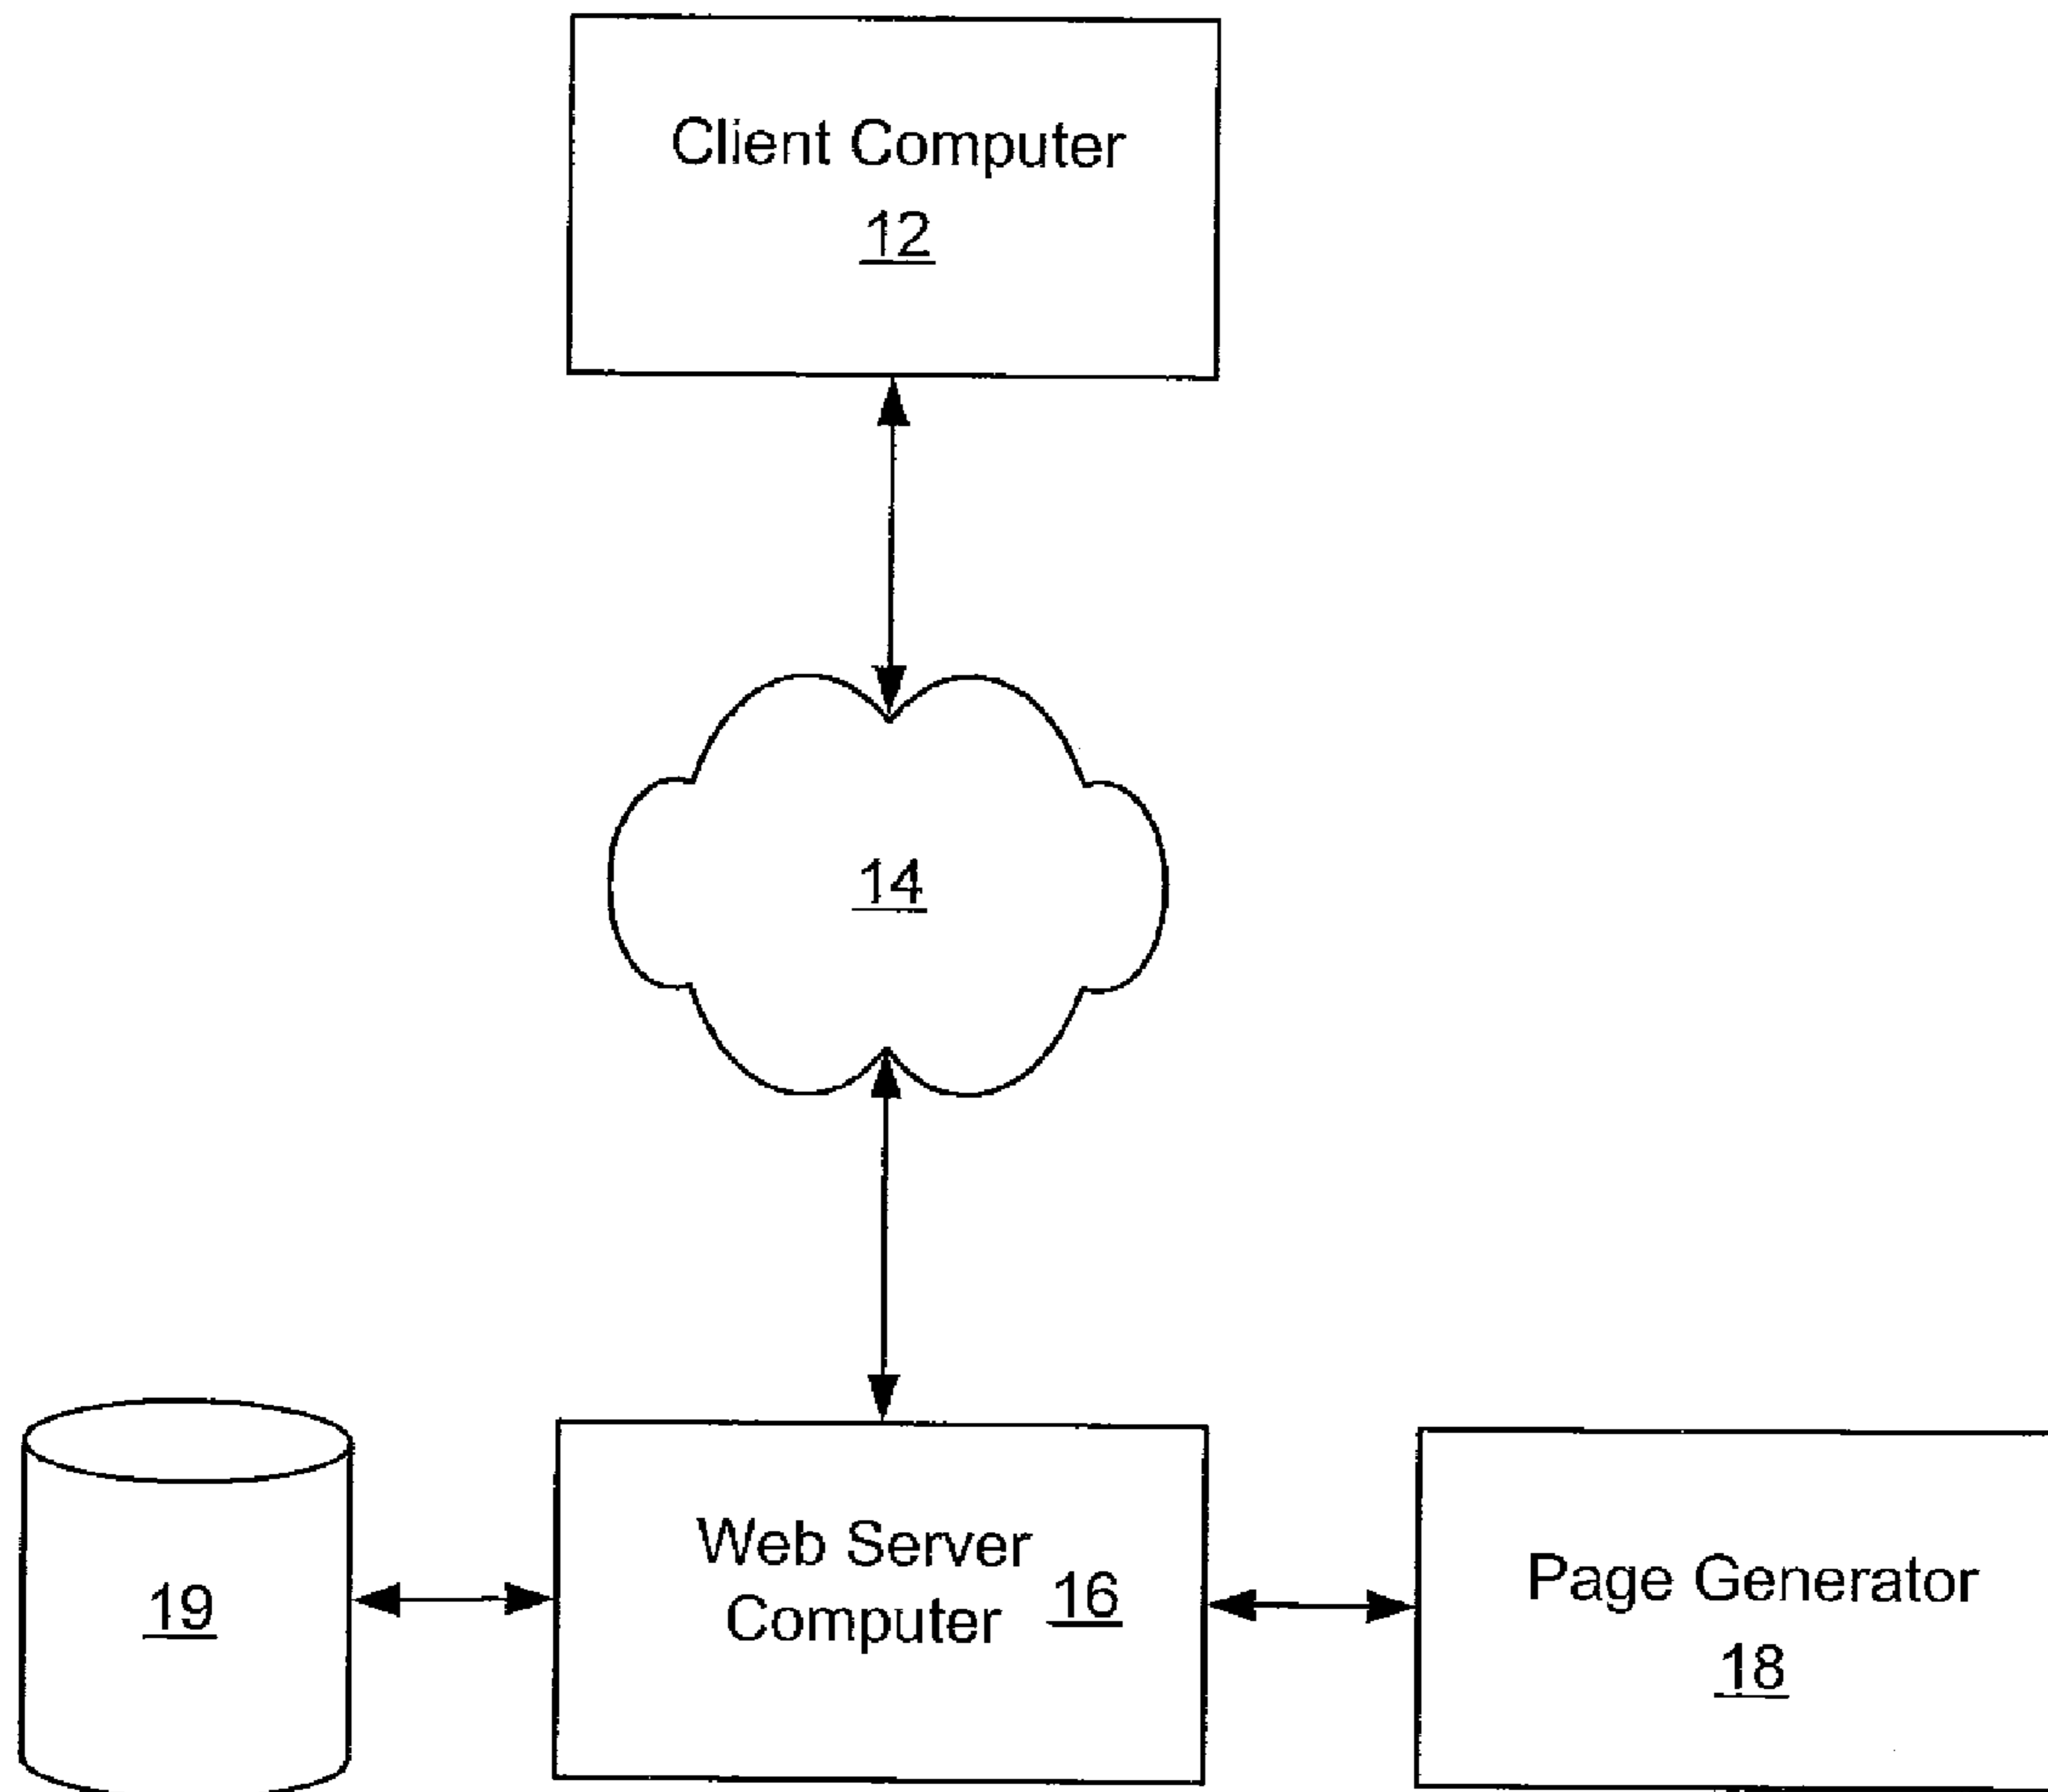 Client Computer
12
14
19
Web Server
Computer
16
Page Generator
18